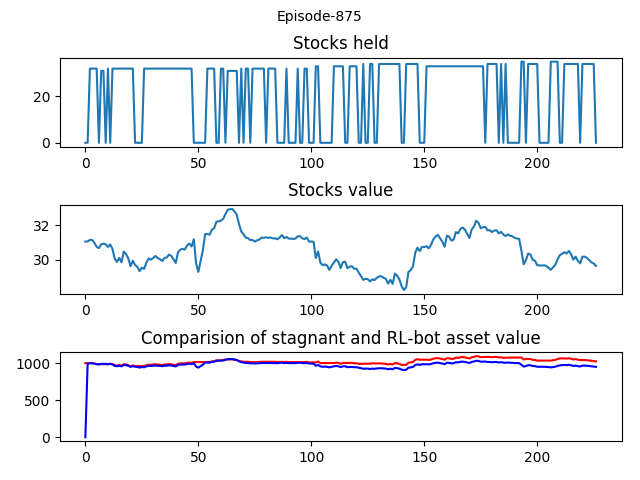 Episode-875
Stocks held
20
0
0 50 100 150 200
Stocks value
32
30
0 50 100 150 200
Comparision of stagnant and RL-bot asset value
1000
500
0
0 50 100 150 200